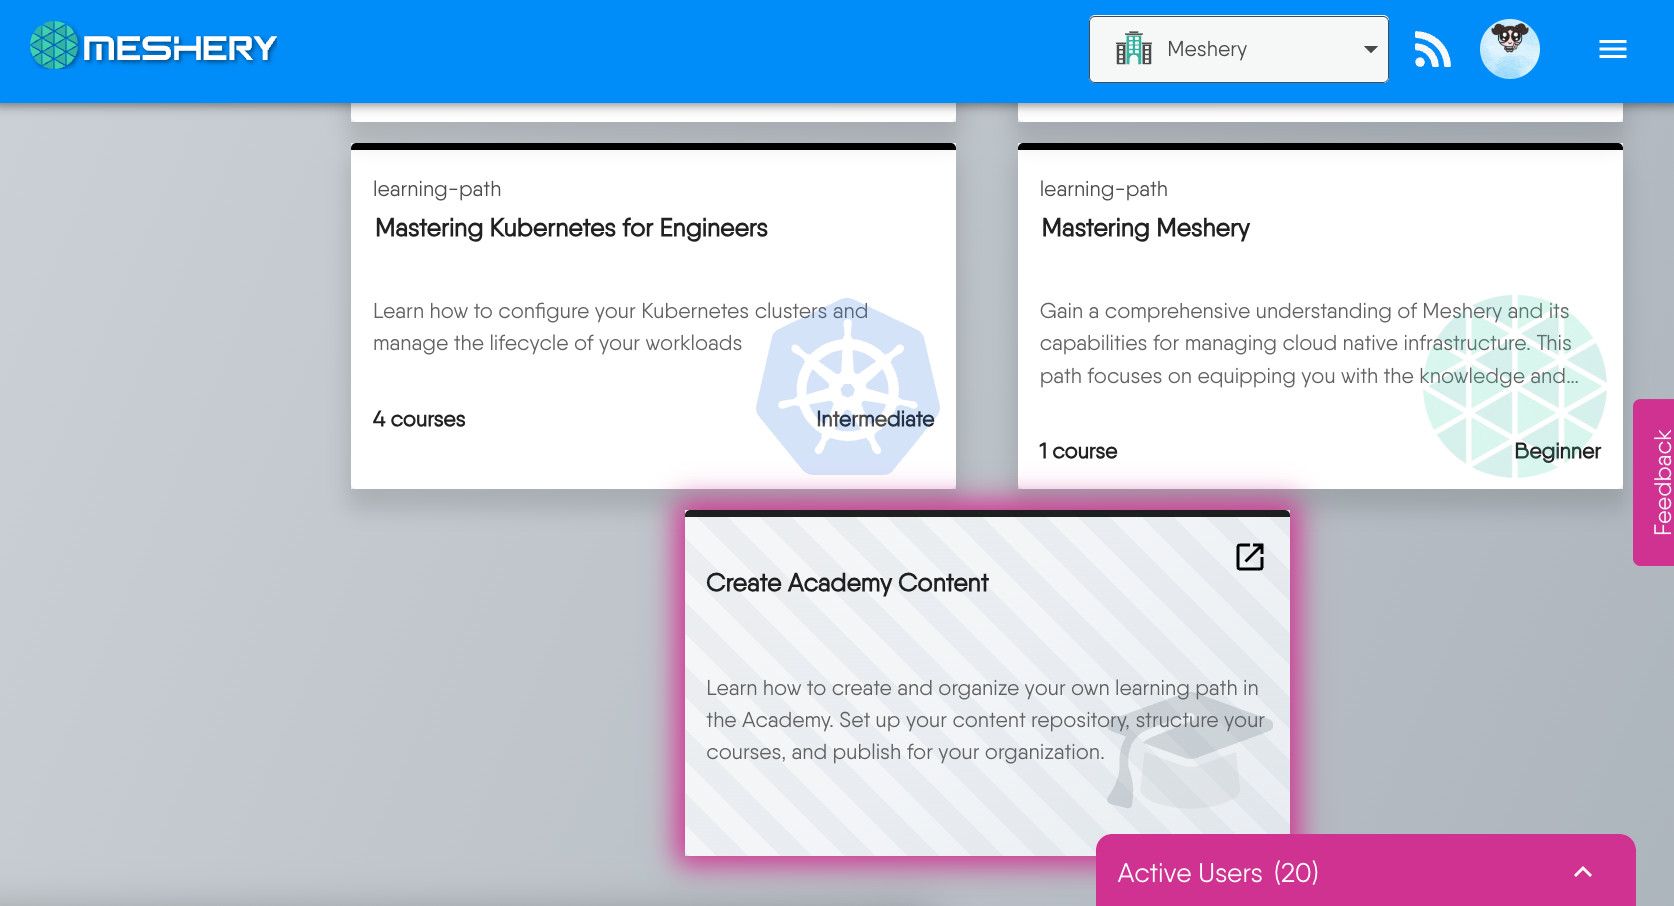 MESHERY
Meshery
learning-path
Mastering Kubernetes for Engineers
Learn how to configure your Kubernetes clusters and
manage the lifecycle of your workloads
4 courses
Intermediate
learning-path
Mastering Meshery
Gain a comprehensive understanding of Meshery and its
capabilities for managing cloud native infrastructure. This
path focuses on equipping you with the knowledge and...
1 course
Beginner
Feedback
Create Academy Content
Learn how to create and organize your own learning path in
the Academy. Set up your content repository, structure your
courses, and publish for your organization.
Active Users (20)